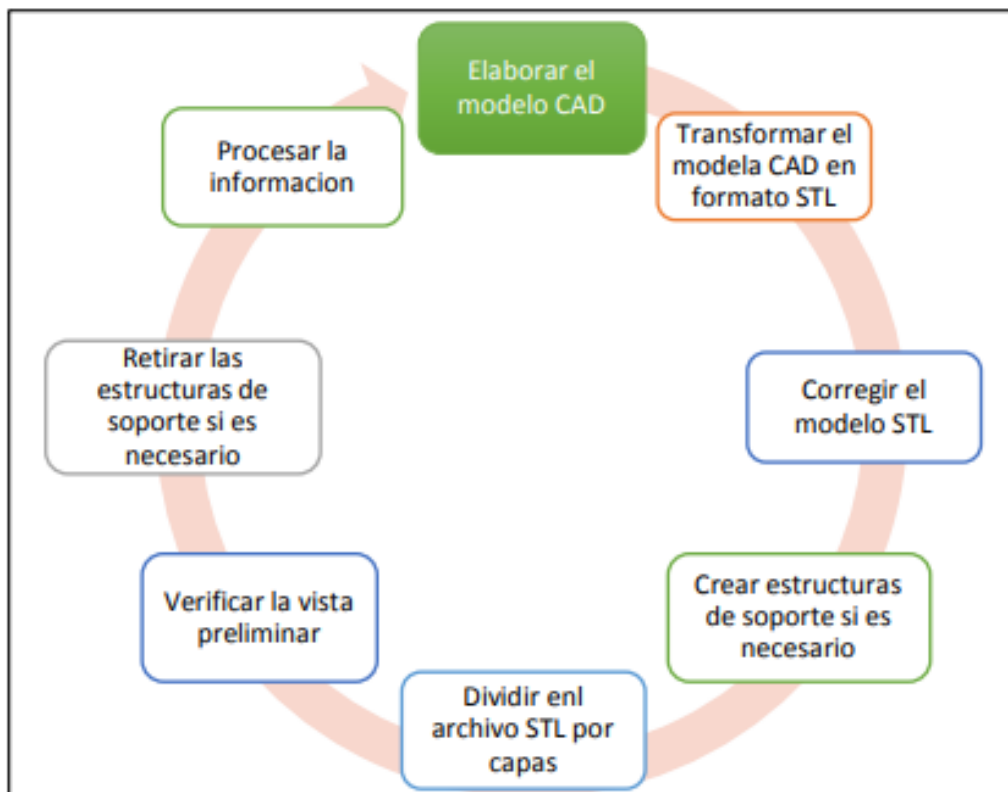 Elaborar el
modelo CAD
Transformar el
modela CAD en
formato STL
Corregir el
modelo STL
Crear estructuras
de soporte si es
necesario
Dividir enl
archivo STL por
capas
Verificar la vista
preliminar
Retirar las
estructuras de
soporte si es
necesario
Procesar la
informacion